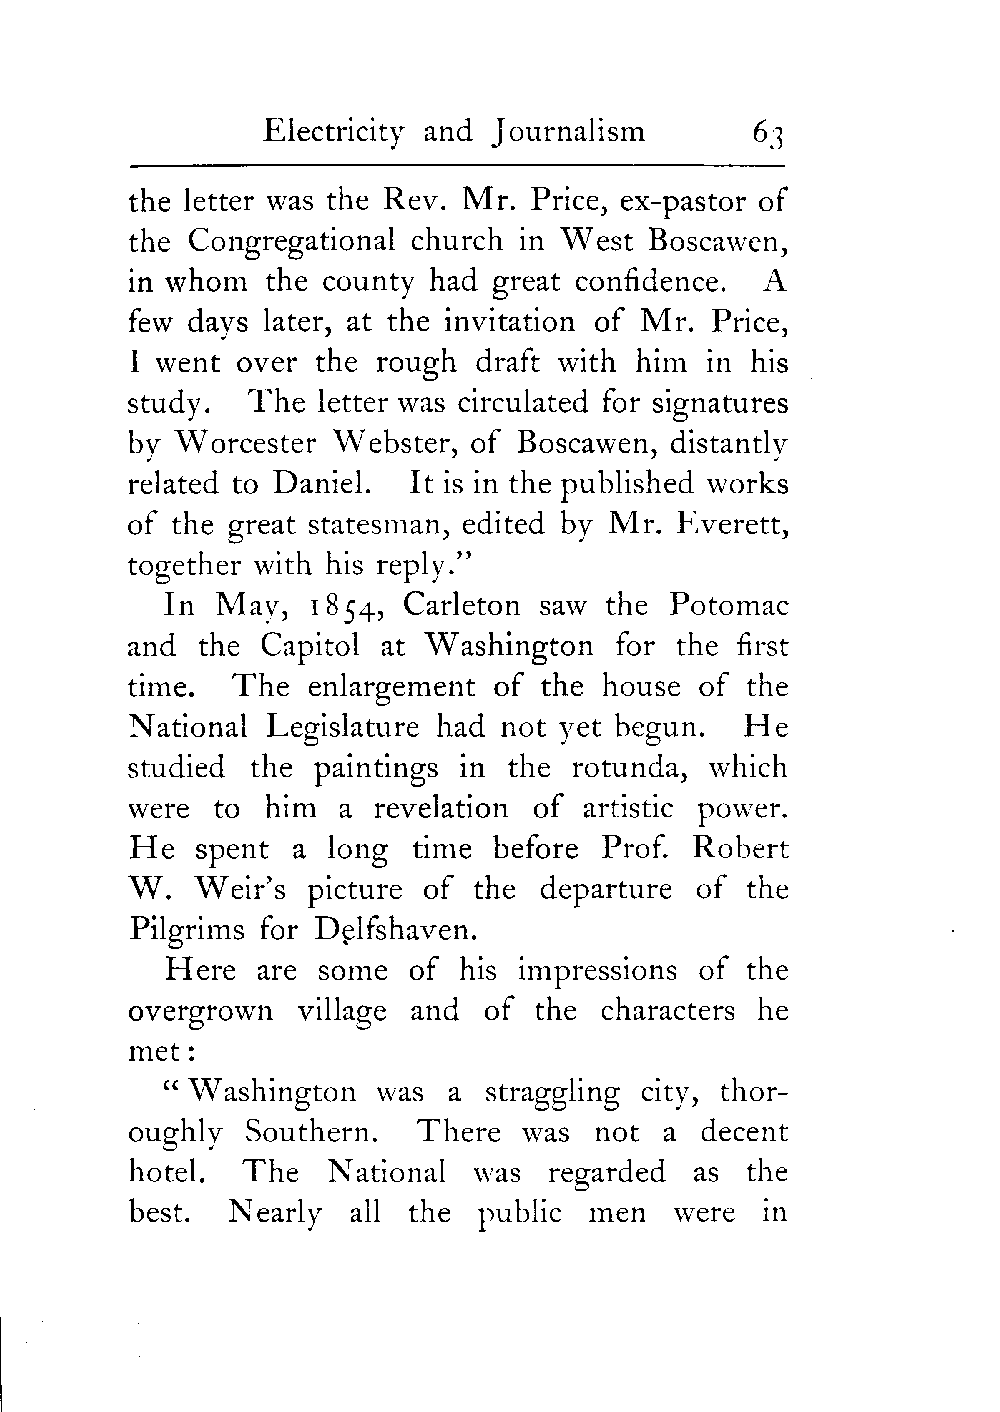 Electricity and Journalism 63
the letter was the Rev. Mr. Price, ex-pastor of
the Congregational church in West Boscawen,
in whom the county had great confidence. A
few days later, at the invitation of Mr. Price,
I went over the rough draft with him in his
study. The letter was circulated for signatures
by Worcester Webster, of Boscawen, distantly
related to Daniel. It is in the published works
of the great statesman, edited by Mr. Everett,
together with his reply."
In May, 1854, Carleton saw the Potomac
and the Capitol at Washington for the first
time. The enlargement of the house of the
National Legislature had not yet begun. He
studied the paintings in the rotunda, which
were to him a revelation of artistic power.
He spent a long time before Prof. Robert
W. Weir's picture of the departure of the
Pilgrims for Delfshaven.
Here are some of his impressions of the
overgrown village and of the characters he
met:
"Washington was a straggling city, thor-
oughly Southern. There was not a decent
hotel. The National was regarded as the
best. Nearly all the public men were in